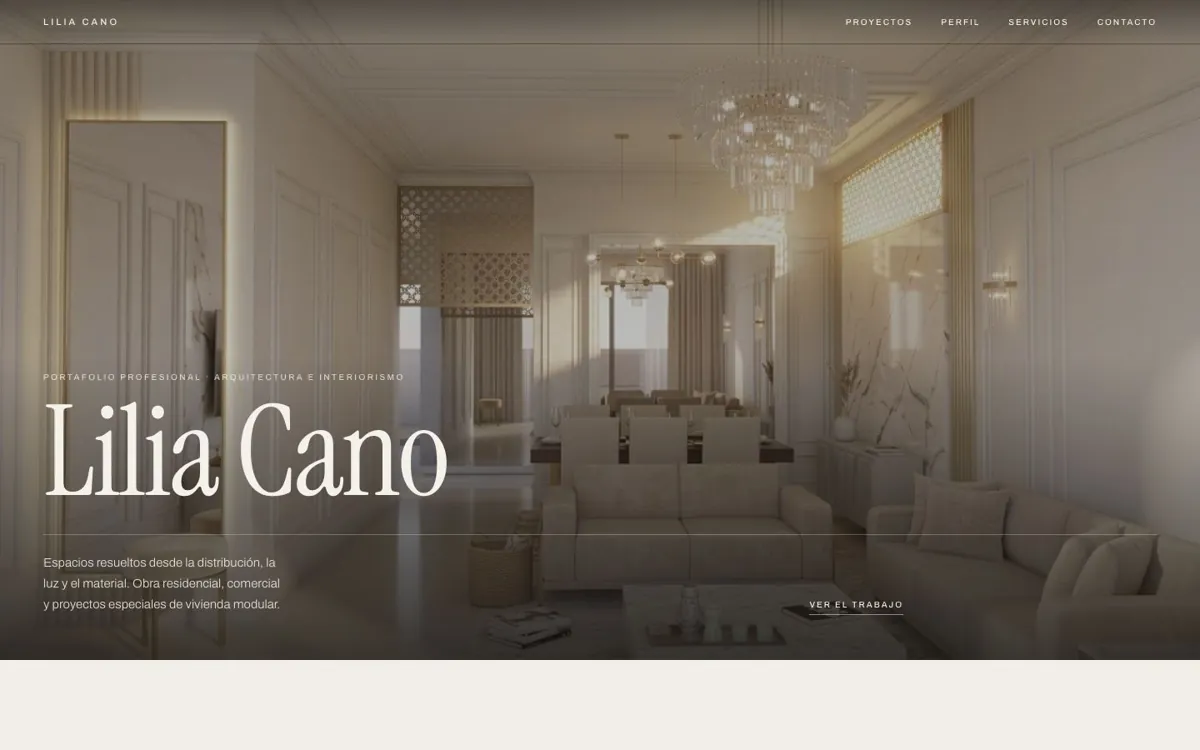 LILIA CANO
PROYECTOS PERFIL SERVICIOS CONTACTO
PORTAFOLIO PROFESIONAL · ARQUITECTURA E INTERIORISMO
Lilia Cano
Espacios resueltos desde la distribución, la
luz y el material. Obra residencial, comercial
y proyectos especiales de vivienda modular.
VER EL TRABAJO